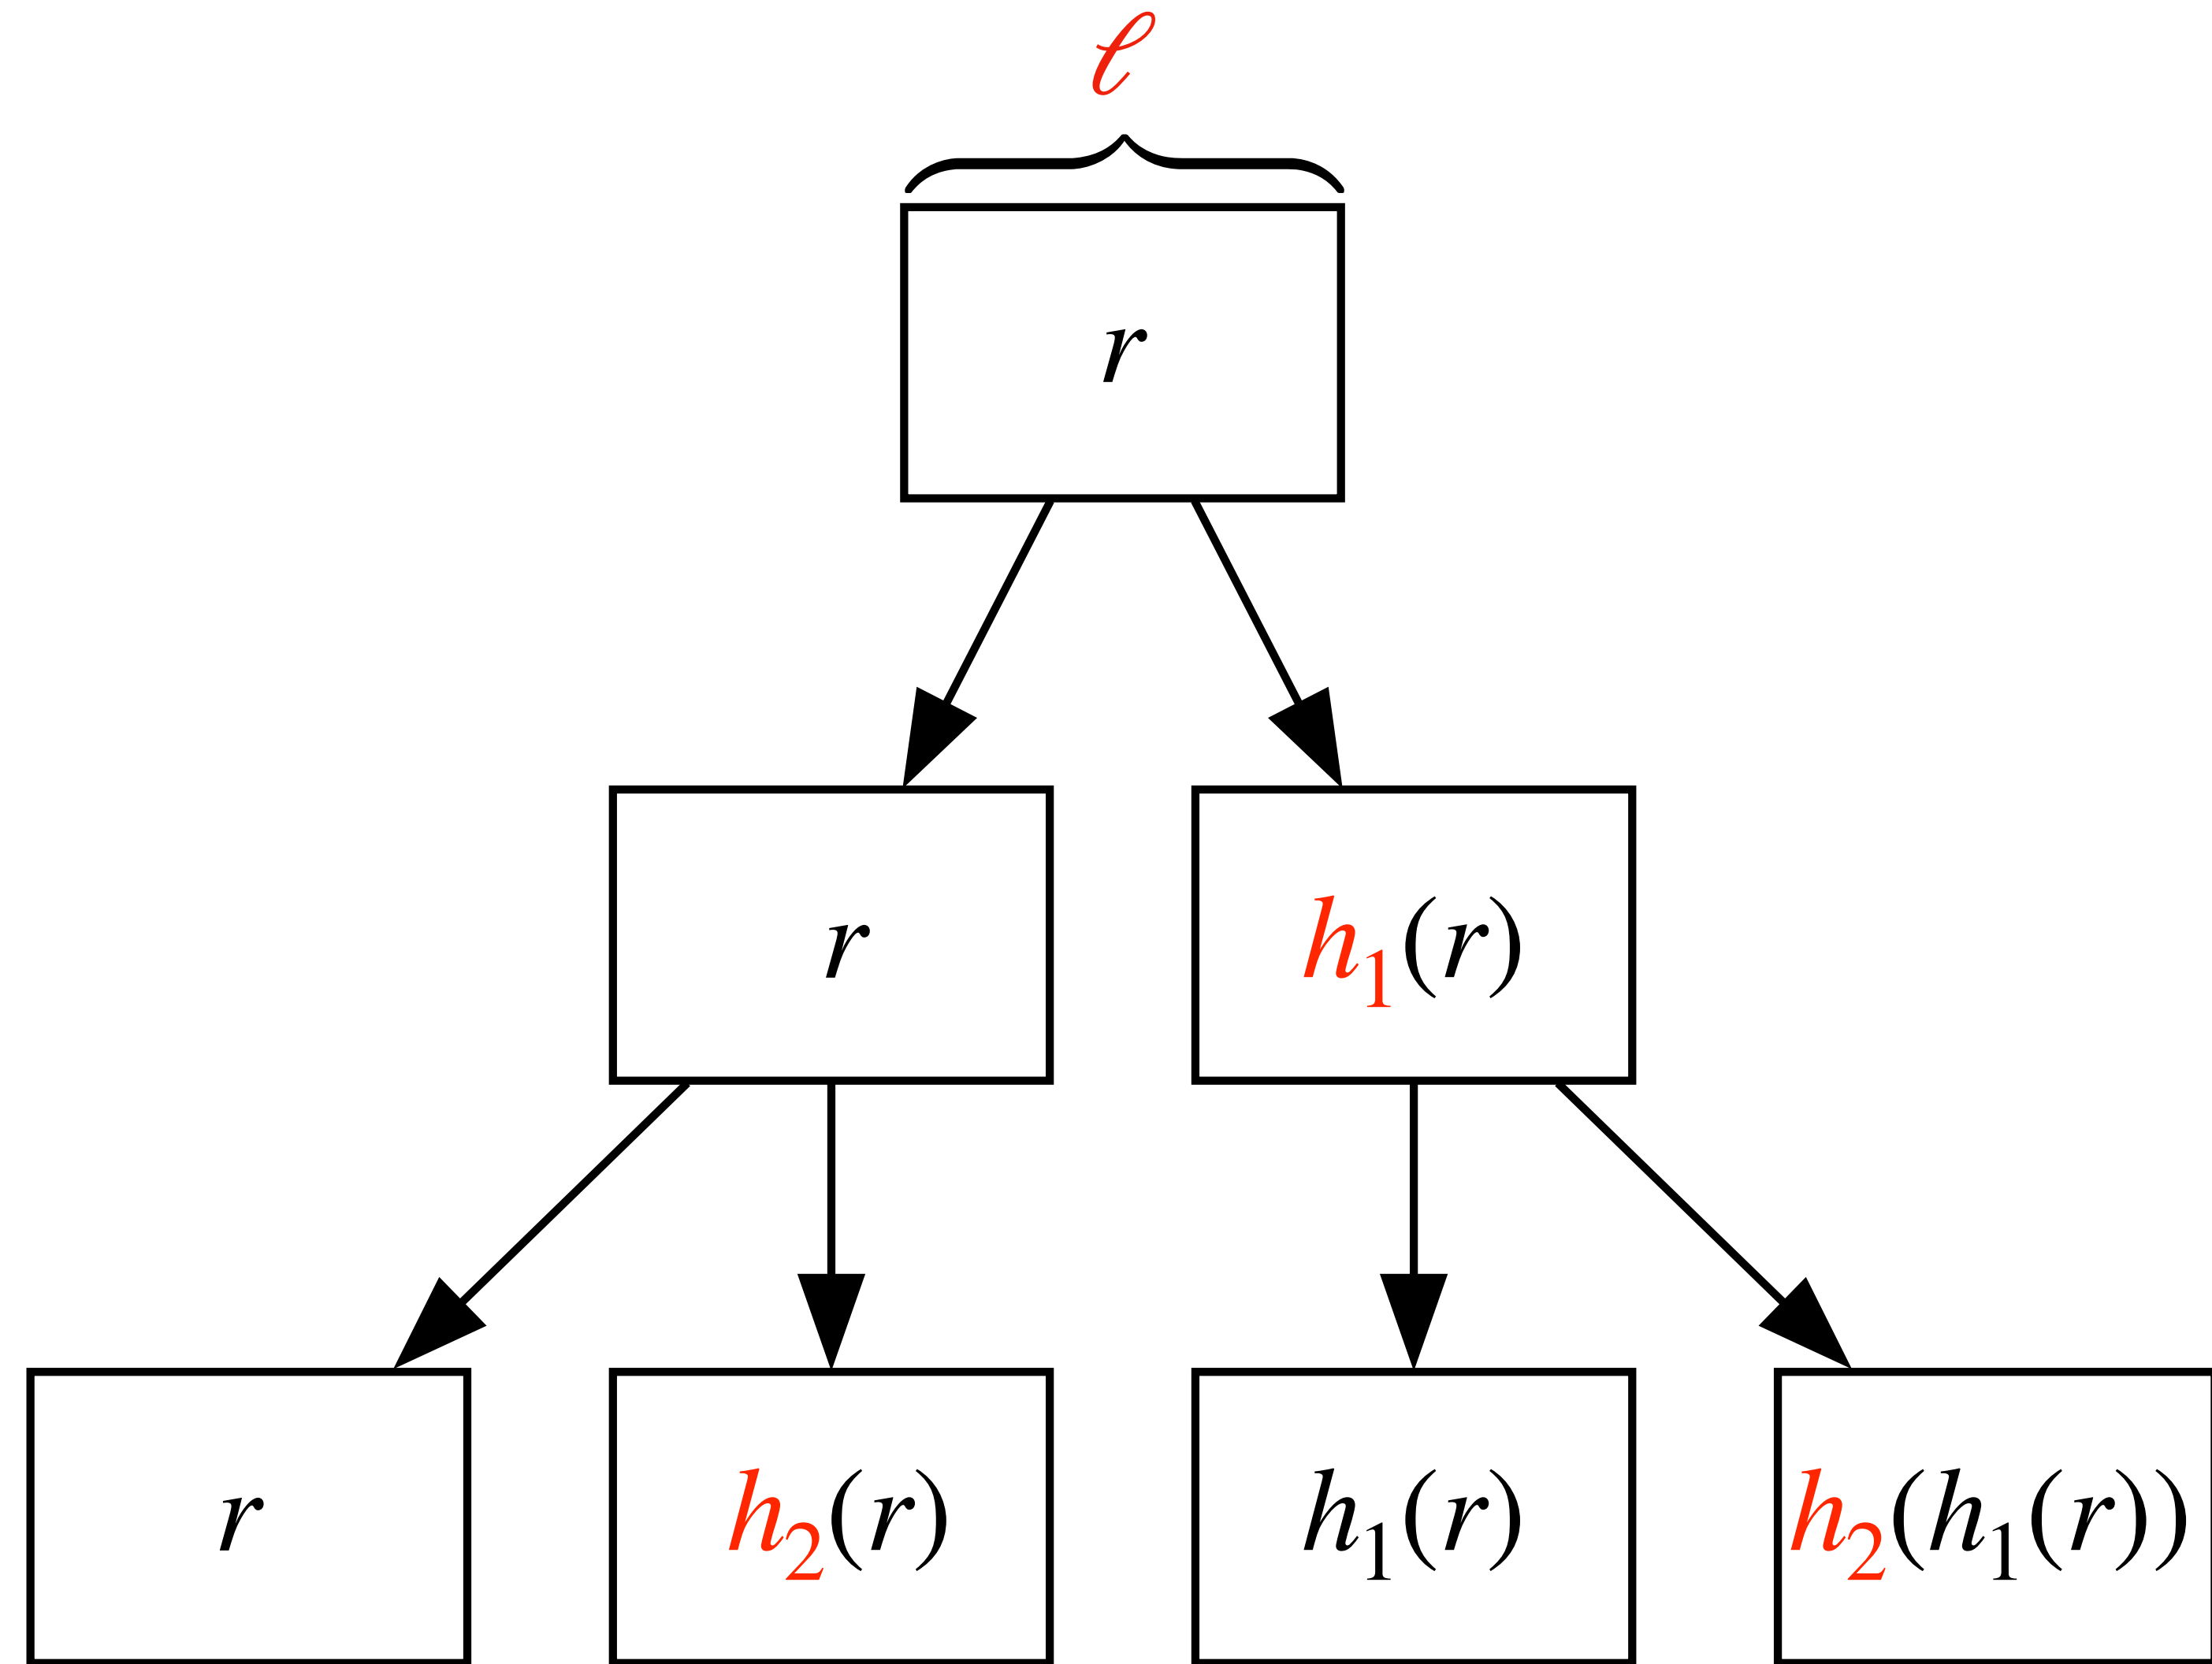 ℓ
r
r h₁(r)
r h₂(r) h₁(r) h₂(h₁(r))